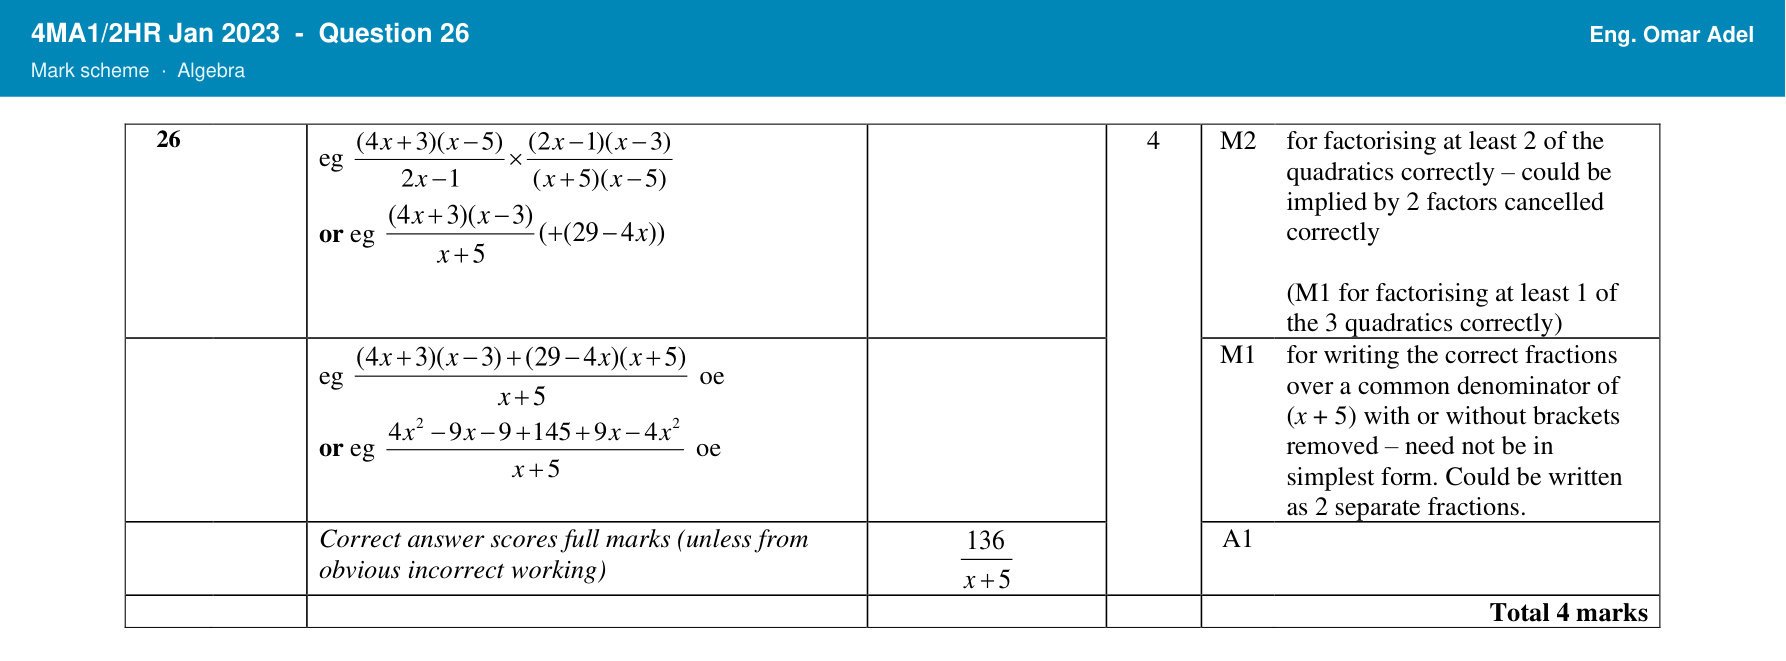 4MA1/2HR Jan 2023 - Question 26
Eng. Omar Adel
Mark scheme · Algebra
26
eg (4x+3)(x−5)/(2x−1) × (2x−1)(x−3)/((x+5)(x−5))
or eg (4x+3)(x−3)/(x+5) (+(29−4x))
4
M2 for factorising at least 2 of the
quadratics correctly – could be
implied by 2 factors cancelled
correctly
(M1 for factorising at least 1 of
the 3 quadratics correctly)
eg ((4x+3)(x−3)+(29−4x)(x+5))/(x+5) oe
or eg (4x²−9x−9+145+9x−4x²)/(x+5) oe
M1 for writing the correct fractions
over a common denominator of
(x + 5) with or without brackets
removed – need not be in
simplest form. Could be written
as 2 separate fractions.
Correct answer scores full marks (unless from
obvious incorrect working)
136/(x+5)
A1
Total 4 marks